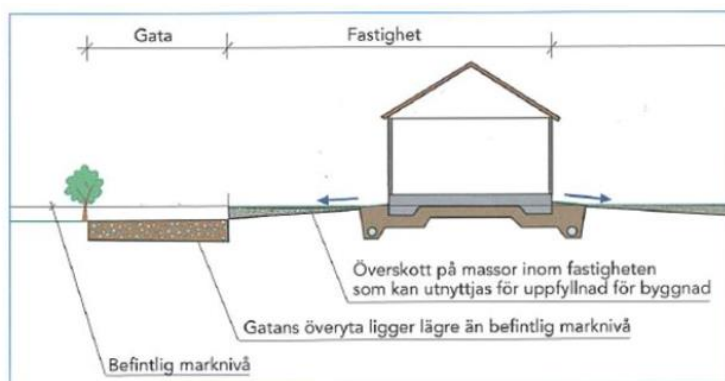 Gata
Fastighet
Överskott på massor inom fastigheten
som kan utnyttjas för uppfyllnad för byggnad
Gatans överyta ligger lägre än befintlig marknivå
Befintlig marknivå